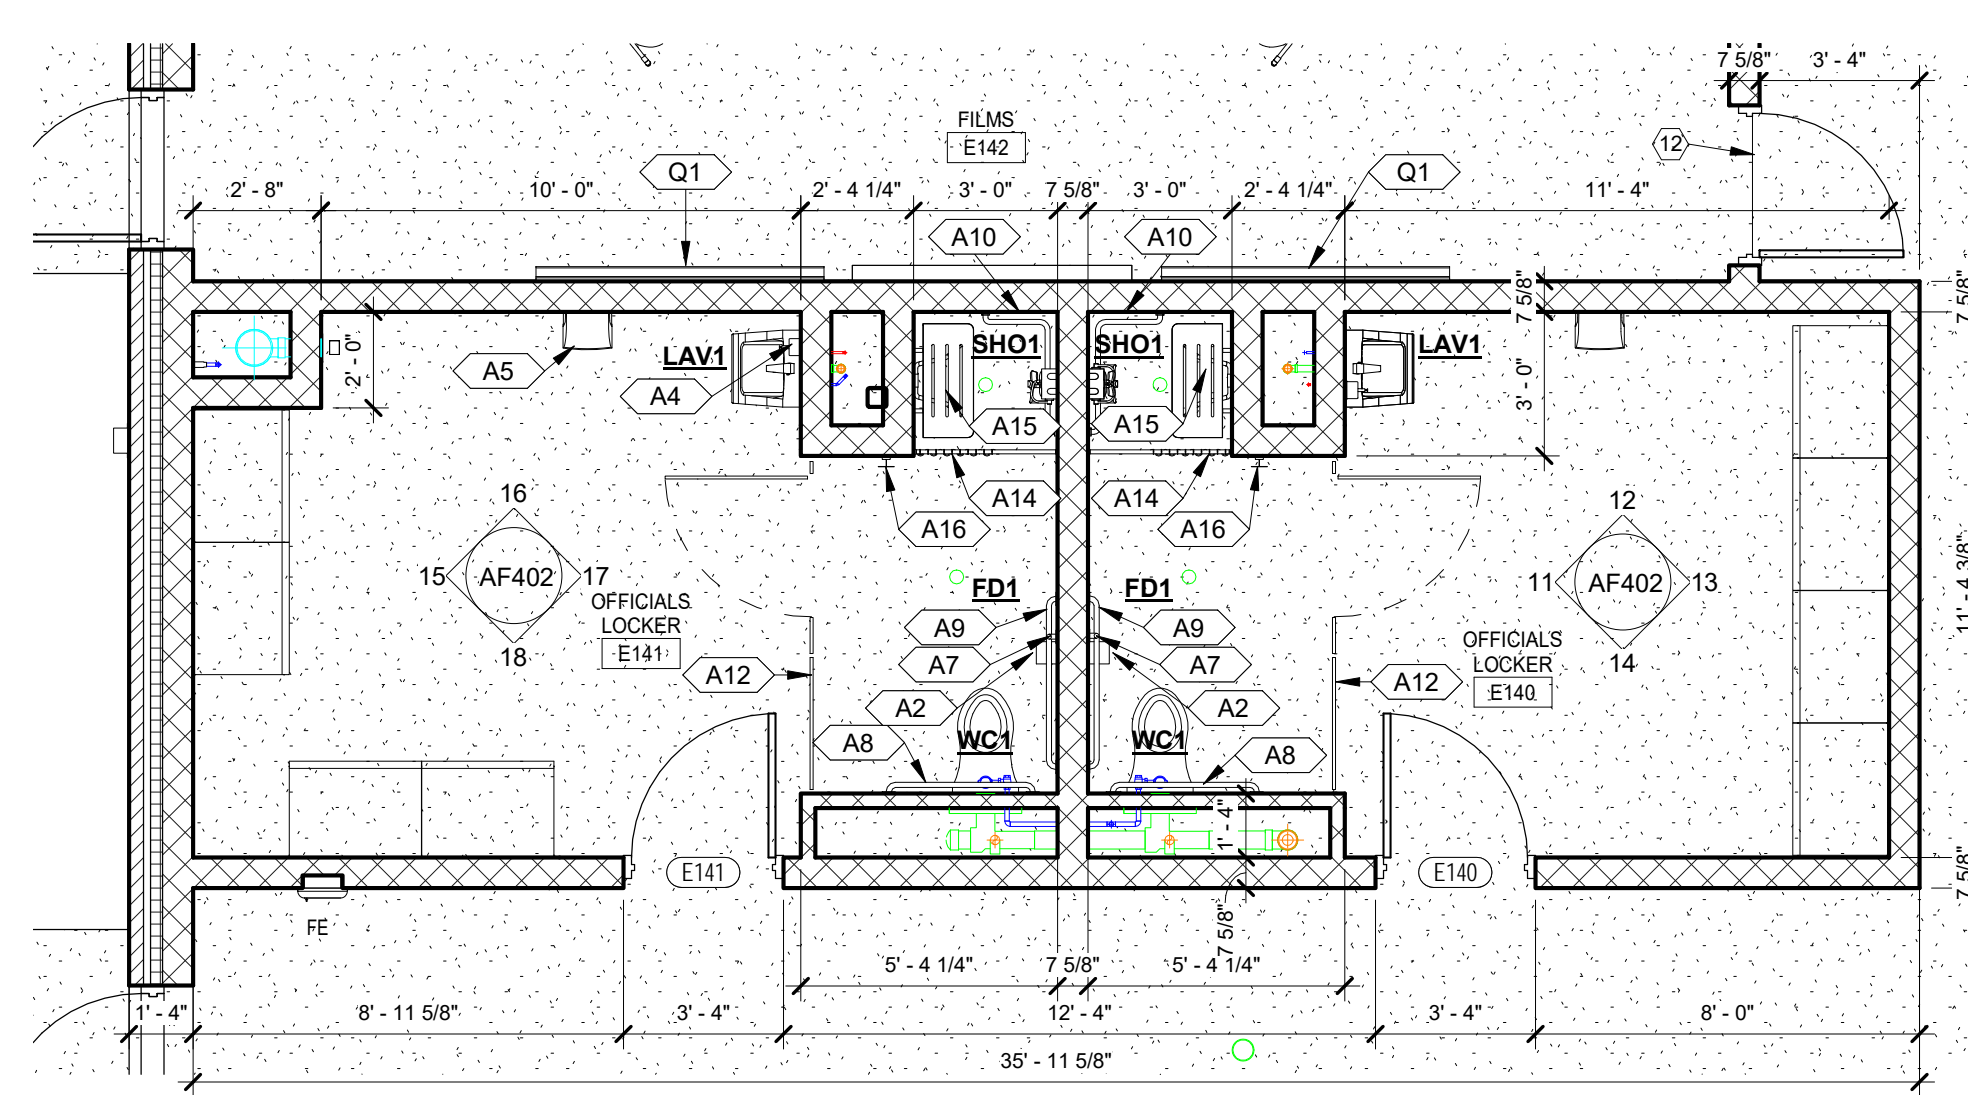 7 5/8"
3' - 4"
FILMS
E142
12
Q1
Q1
2' - 8"
10' - 0"
2' - 4 1/4"
3' - 0"
7 5/8"
3' - 0"
2' - 4 1/4"
11' - 4"
A10
A10
7 5/8"
7 5/8"
2' - 0"
3' - 0"
A5
LAV1
A4
SHO1
SHO1
LAV1
A15
A15
A14
A14
A16
A16
16
15
AF402
17
18
12
11
AF402
13
14
OFFICIALS
LOCKER
E141
FD1
FD1
A9
A9
A7
A7
OFFICIALS
LOCKER
E140
11' - 4 3/8"
A12
A12
A2
A2
A8
WC1
WC1
A8
1' - 4"
E141
E140
7 5/8"
FE
7 5/8"
5' - 4 1/4"
7 5/8"
5' - 4 1/4"
1' - 4"
8' - 11 5/8"
3' - 4"
12' - 4"
3' - 4"
8' - 0"
35' - 11 5/8"